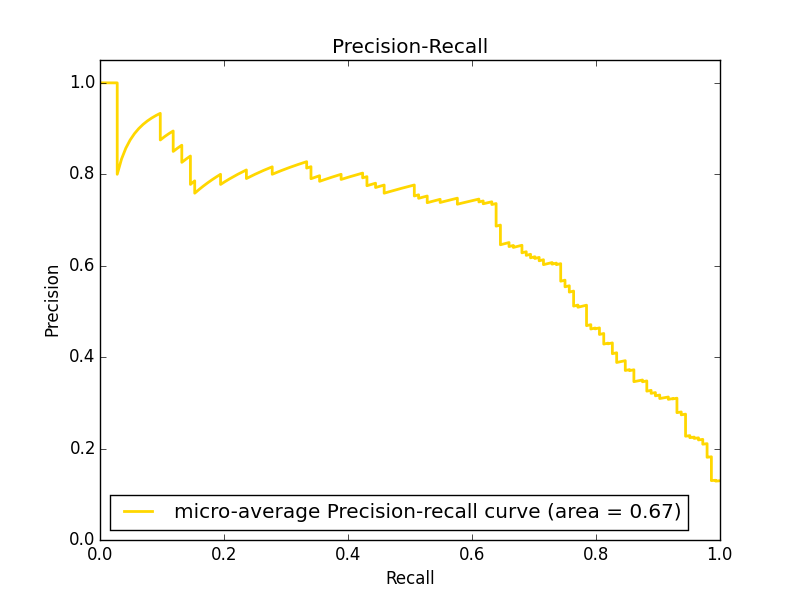 Precision-Recall
1.0
0.8
0.6
0.4
0.2
0.0
Precision
micro-average Precision-recall curve (area = 0.67)
0.0 0.2 0.4 0.6 0.8 1.0
Recall